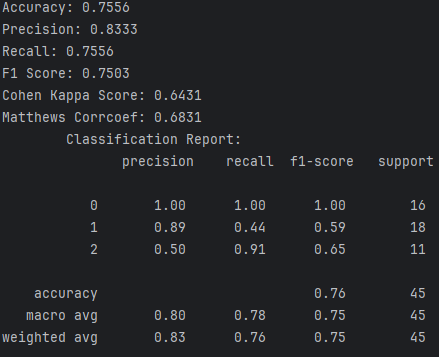 Accuracy: 0.7556
Precision: 0.8333
Recall: 0.7556
F1 Score: 0.7503
Cohen Kappa Score: 0.6431
Matthews Corrcoef: 0.6831
Classification Report:
precision recall f1-score support
0 1.00 1.00 1.00 16
1 0.89 0.44 0.59 18
2 0.50 0.91 0.65 11
accuracy 0.76 45
macro avg 0.80 0.78 0.75 45
weighted avg 0.83 0.76 0.75 45